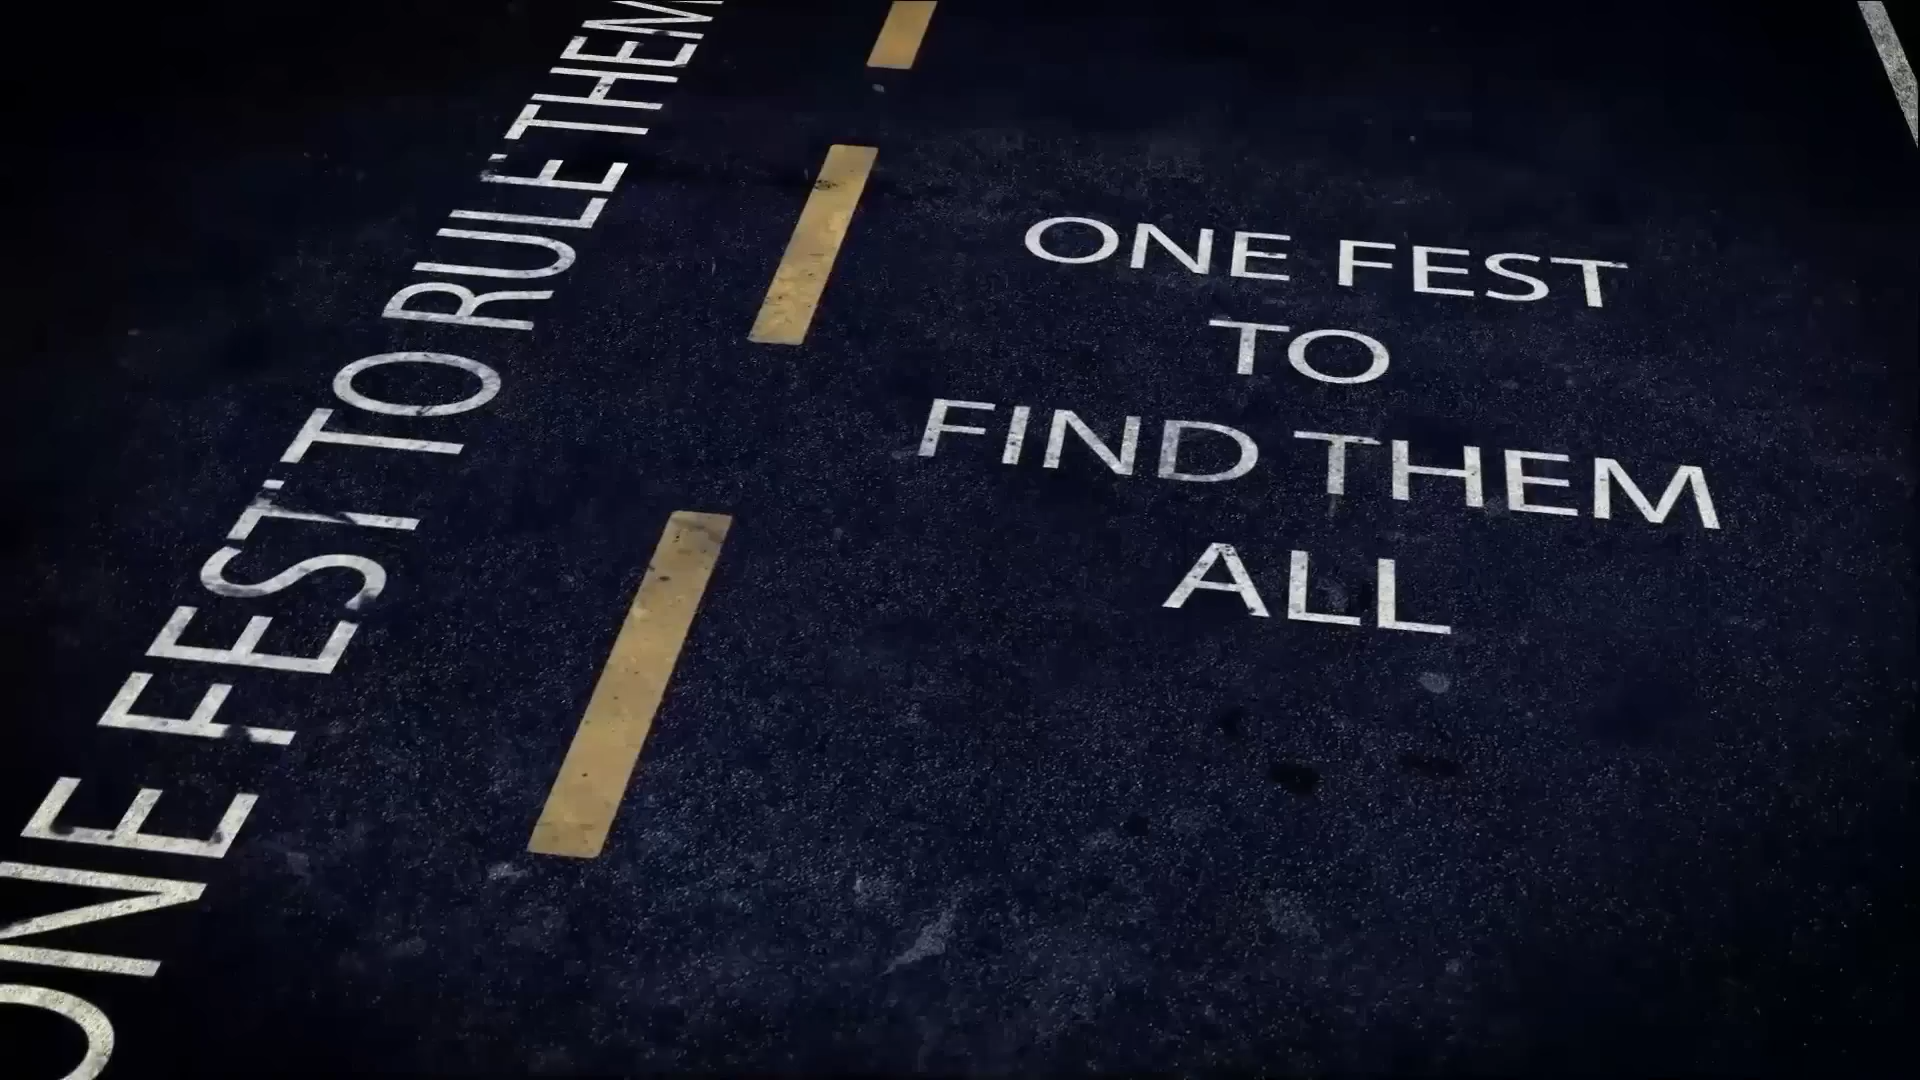 ONE FEST TO RULE THEM
ONE FEST
TO
FIND THEM
ALL